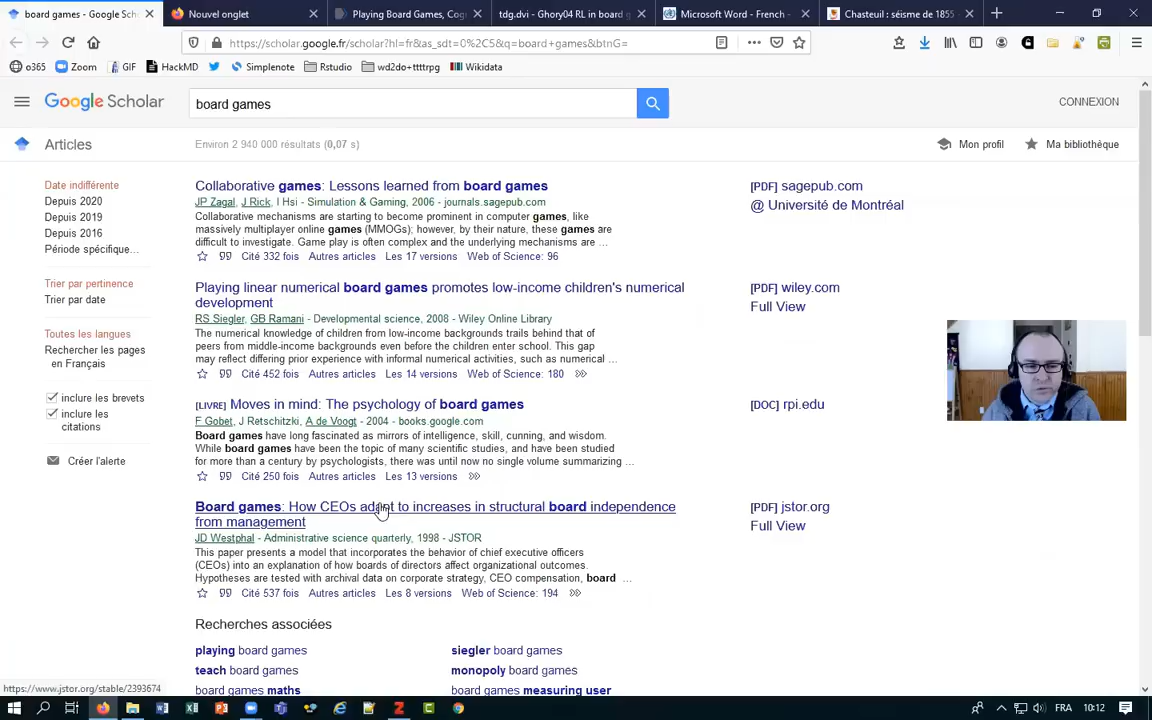 board games - Google Schol
Nouvel onglet
Playing Board Games, Cog
tdg.dvi - Ghory04 RL in board g
Microsoft Word - French -
Chasteuil : séisme de 1855
https://scholar.google.fr/scholar?hl=fr&as_sdt=0%2C5&q=board+games&btnG=
o365
Zoom
GIF
HackMD
Simplenote
Rstudio
wd2do+ttttrpg
Wikidata
Google Scholar
board games
CONNEXION
Articles
Environ 2 940 000 résultats (0,07 s)
Mon profil
Ma bibliothèque
Date indifférente
Depuis 2020
Depuis 2019
Depuis 2016
Période spécifique...
Trier par pertinence
Trier par date
Toutes les langues
Rechercher les pages
en Français
inclure les brevets
inclure les
citations
Créer l'alerte
Collaborative games: Lessons learned from board games
JP Zagal, J Rick, I Hsi - Simulation & Gaming, 2006 - journals.sagepub.com
Collaborative mechanisms are starting to become prominent in computer games, like
massively multiplayer online games (MMOGs); however, by their nature, these games are
difficult to investigate. Game play is often complex and the underlying mechanisms are ...
Cité 332 fois Autres articles Les 17 versions Web of Science: 96
[PDF] sagepub.com
@ Université de Montréal
Playing linear numerical board games promotes low-income children's numerical
development
RS Siegler, GB Ramani - Developmental science, 2008 - Wiley Online Library
The numerical knowledge of children from low-income backgrounds trails behind that of
peers from middle-income backgrounds even before the children enter school. This gap
may reflect differing prior experience with informal numerical activities, such as numerical ...
Cité 452 fois Autres articles Les 14 versions Web of Science: 180
[PDF] wiley.com
Full View
[LIVRE] Moves in mind: The psychology of board games
F Gobet, J Retschitzki, A de Voogt - 2004 - books.google.com
Board games have long fascinated as mirrors of intelligence, skill, cunning, and wisdom.
While board games have been the topic of many scientific studies, and have been studied
for more than a century by psychologists, there was until now no single volume summarizing ...
Cité 250 fois Autres articles Les 13 versions
[DOC] rpi.edu
Board games: How CEOs adapt to increases in structural board independence
from management
JD Westphal - Administrative science quarterly, 1998 - JSTOR
This paper presents a model that incorporates the behavior of chief executive officers
(CEOs) into an explanation of how boards of directors affect organizational outcomes.
Hypotheses are tested with archival data on corporate strategy, CEO compensation, board ...
Cité 537 fois Autres articles Les 8 versions Web of Science: 194
[PDF] jstor.org
Full View
Recherches associées
playing board games
siegler board games
teach board games
monopoly board games
board games maths
board games measuring user
https://www.jstor.org/stable/2393674
FRA
10:12